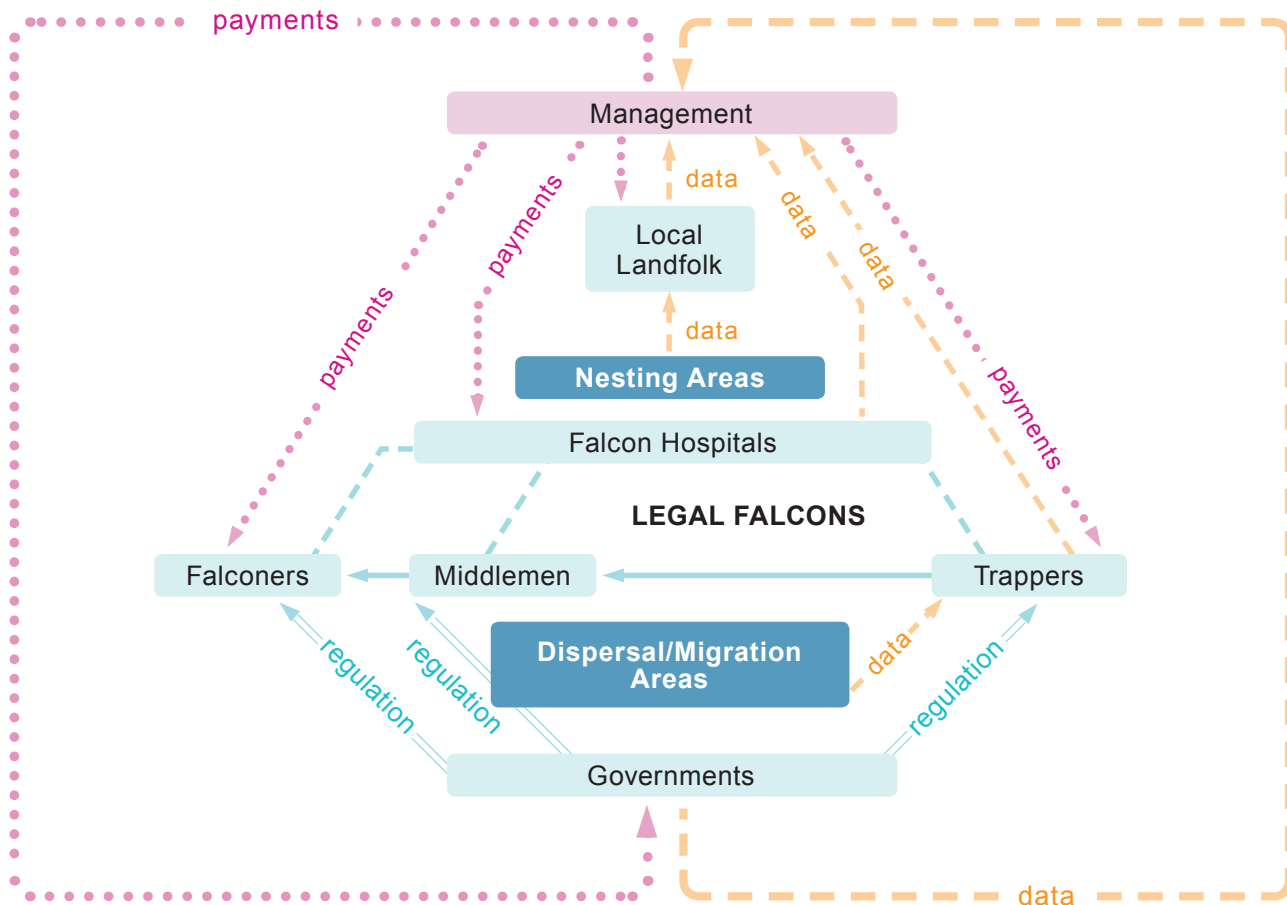 payments
Management
data
payments
data
Local
Landfolk
data
payments
data
payments
Nesting Areas
payments
Falcon Hospitals
LEGAL FALCONS
Falconers
Middlemen
Trappers
Dispersal/Migration
Areas
data
regulation
regulation
regulation
Governments
data